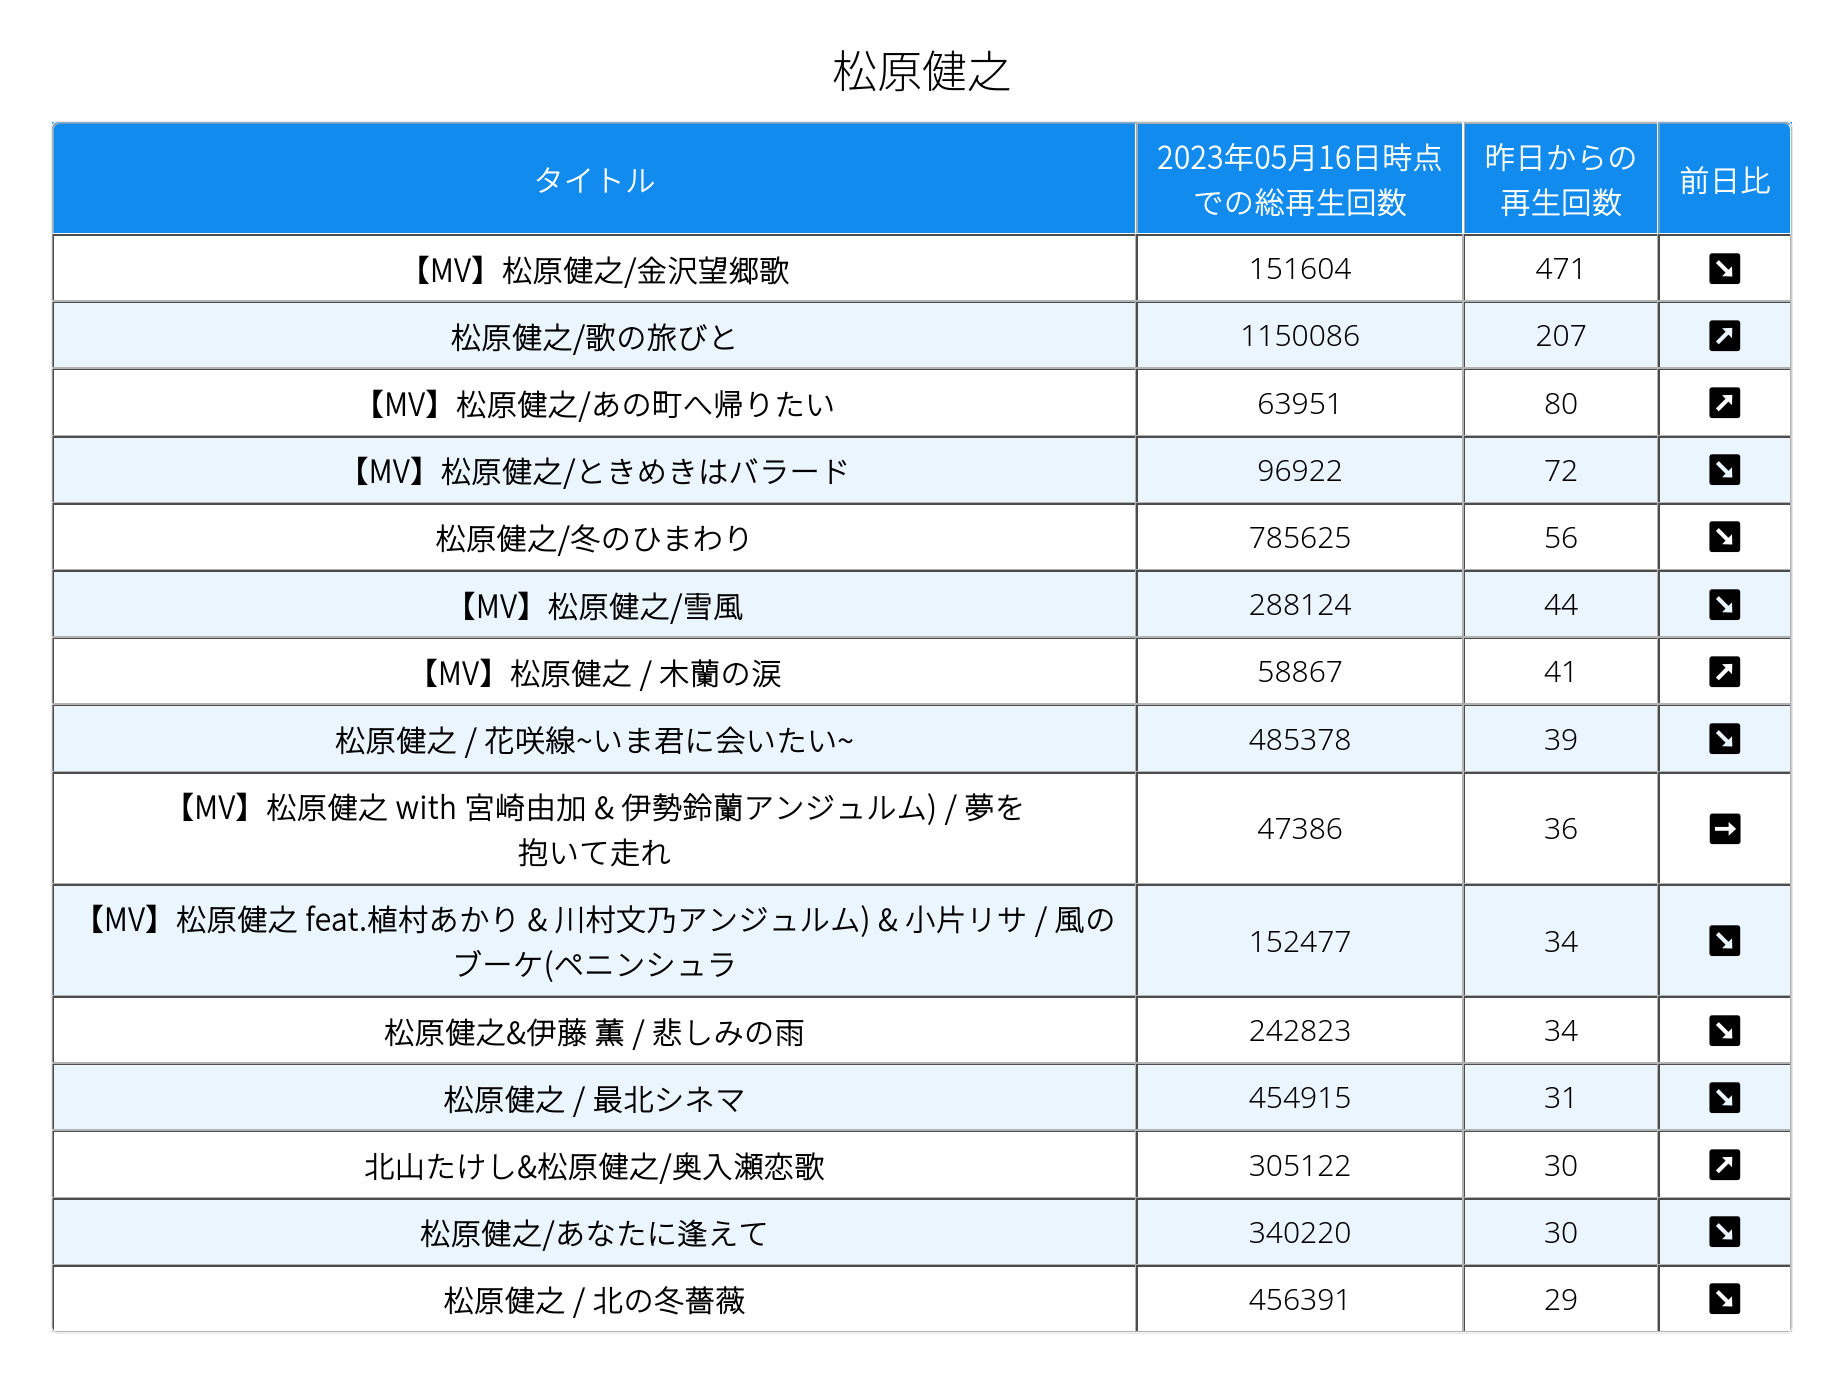 松原健之
タイトル
2023年05月16日時点
での総再生回数
昨日からの
再生回数
前日比
【MV】松原健之/金沢望郷歌 151604 471
松原健之/歌の旅びと 1150086 207
【MV】松原健之/あの町へ帰りたい 63951 80
【MV】松原健之/ときめきはバラード 96922 72
松原健之/冬のひまわり 785625 56
【MV】松原健之/雪風 288124 44
【MV】松原健之 / 木蘭の涙 58867 41
松原健之 / 花咲線~いま君に会いたい~ 485378 39
【MV】松原健之 with 宮崎由加 & 伊勢鈴蘭アンジュルム) / 夢を
抱いて走れ 47386 36
【MV】松原健之 feat.植村あかり & 川村文乃アンジュルム) & 小片リサ / 風の
ブーケ(ペニンシュラ 152477 34
松原健之&伊藤 薫 / 悲しみの雨 242823 34
松原健之 / 最北シネマ 454915 31
北山たけし&松原健之/奥入瀬恋歌 305122 30
松原健之/あなたに逢えて 340220 30
松原健之 / 北の冬薔薇 456391 29